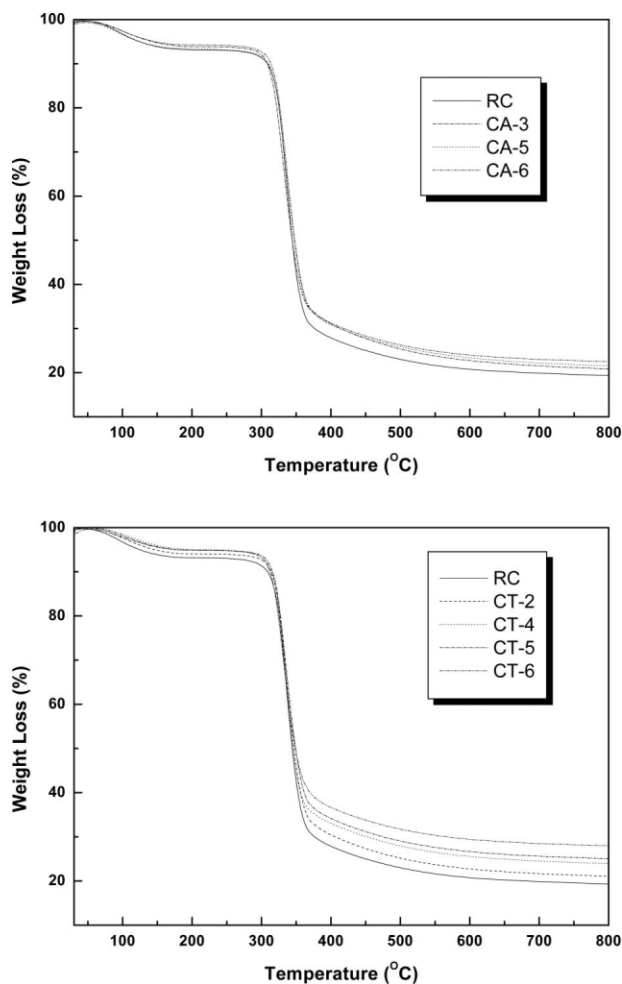 100
80
60
40
20
Weight Loss (%)
RC
CA-3
CA-5
CA-6
100 200 300 400 500 600 700 800
Temperature (°C)
100
80
60
40
20
Weight Loss (%)
RC
CT-2
CT-4
CT-5
CT-6
100 200 300 400 500 600 700 800
Temperature (°C)